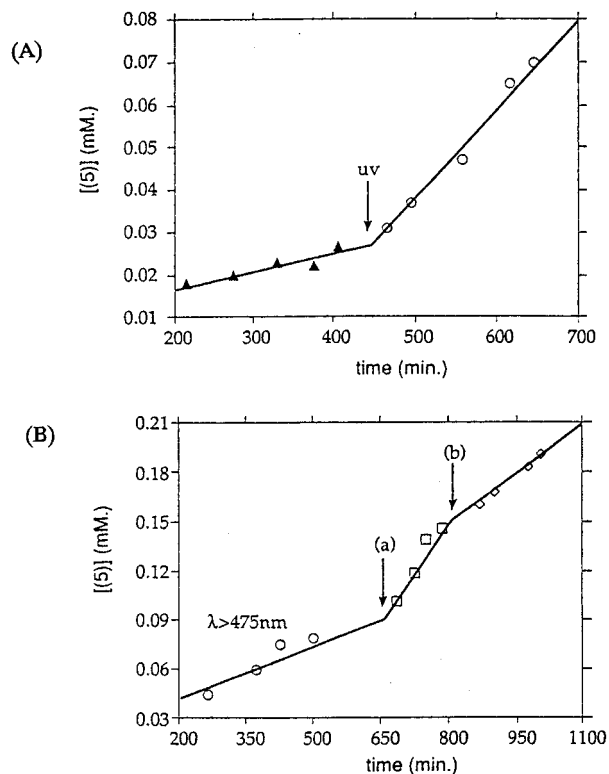 (A)
0.08
0.07
0.06
0.05
0.04
0.03
0.02
0.01
[(5)] (mM.)
uv
200 300 400 500 600 700
time (min.)
(B)
0.21
0.18
0.15
0.12
0.09
0.06
0.03
[(5)] (mM.)
λ>475nm
(a)
(b)
200 350 500 650 800 950 1100
time (min.)